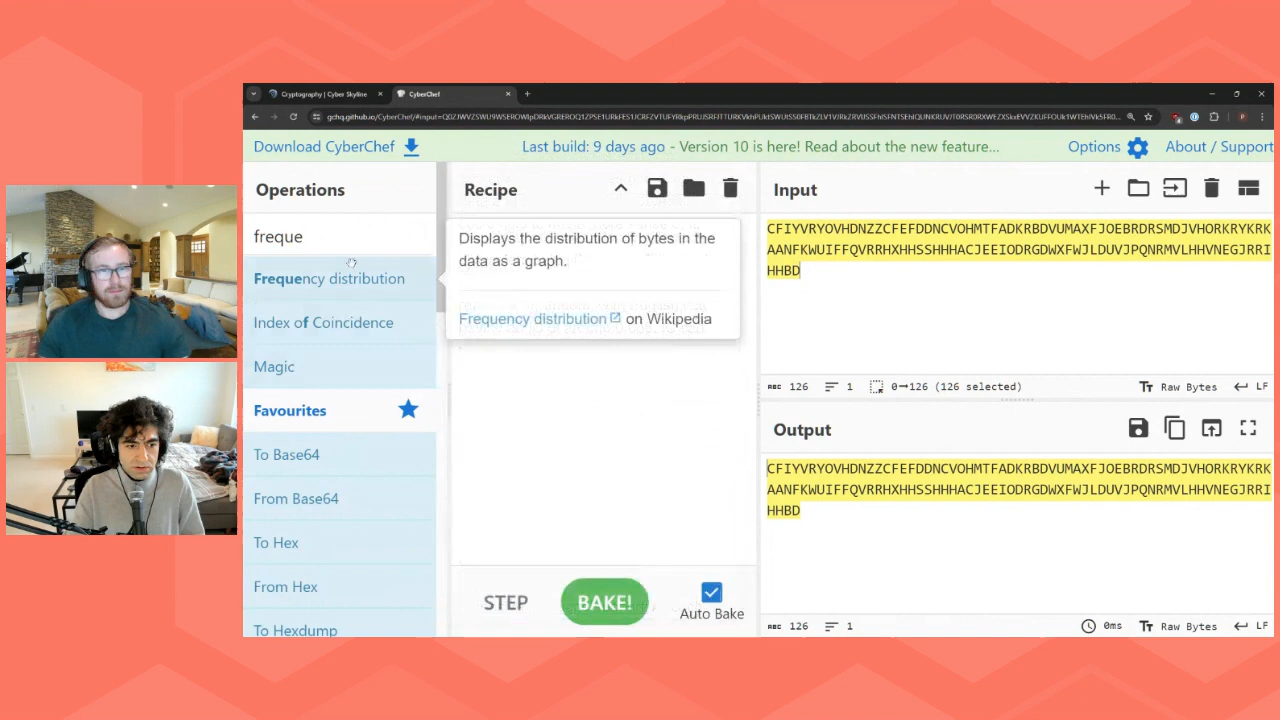 Cryptography | Cyber Skyline
CyberChef
Download CyberChef
Last build: 9 days ago - Version 10 is here! Read about the new feature...
Options
About / Support
Operations
freque
Frequency distribution
Index of Coincidence
Magic
Favourites
To Base64
From Base64
To Hex
From Hex
To Hexdump
Recipe
Displays the distribution of bytes in the
data as a graph.
Frequency distribution on Wikipedia
STEP
BAKE!
Auto Bake
Input
CFIYVRYOVHDNZZCFEFDDNCVOHMTFADKRBDVUMAXFJOEBRDRSMDJVHORKRYKRK
AANFKWUIFFQVRRHXHHSSHHHACJEEIODRGDWXFWJLDUVJPQNRMVLHHVNEGJRRI
HHBD
ABC 126 1 0→126 (126 selected) Raw Bytes LF
Output
CFIYVRYOVHDNZZCFEFDDNCVOHMTFADKRBDVUMAXFJOEBRDRSMDJVHORKRYKRK
AANFKWUIFFQVRRHXHHSSHHHACJEEIODRGDWXFWJLDUVJPQNRMVLHHVNEGJRRI
HHBD
ABC 126 1 0ms Raw Bytes LF